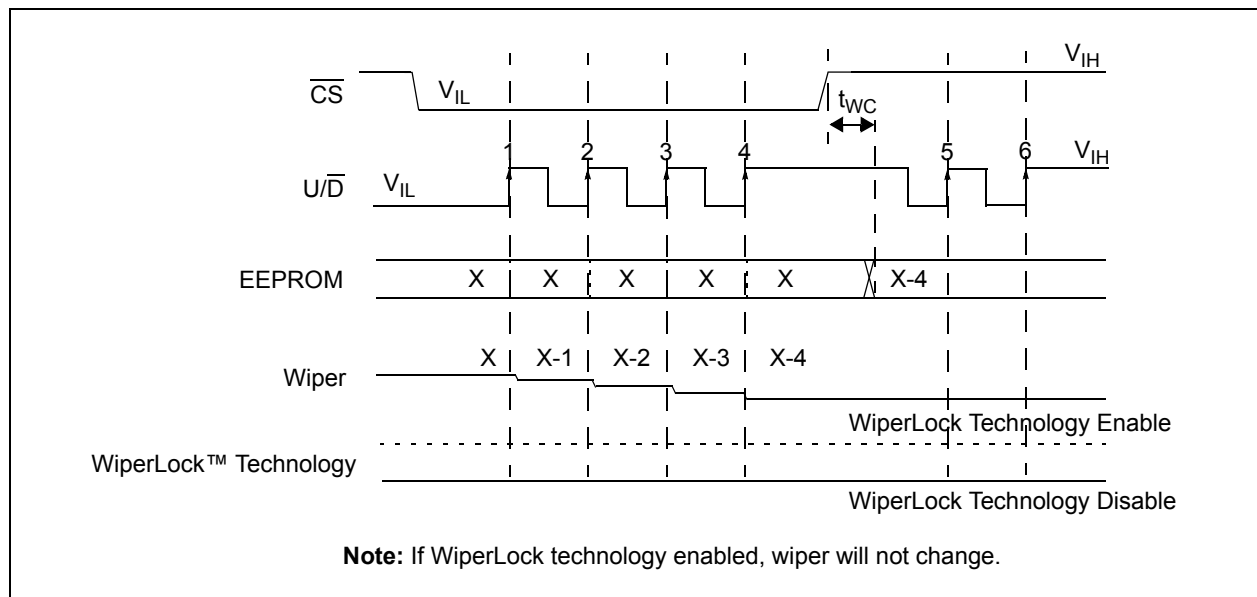 V_IH
C̅S̅
V_IL
t_WC
1 2 3 4 5 6
V_IH
U/D̅
V_IL
EEPROM
X X X X X X-4
X X-1 X-2 X-3 X-4
Wiper
WiperLock Technology Enable
WiperLock™ Technology
WiperLock Technology Disable
Note: If WiperLock technology enabled, wiper will not change.